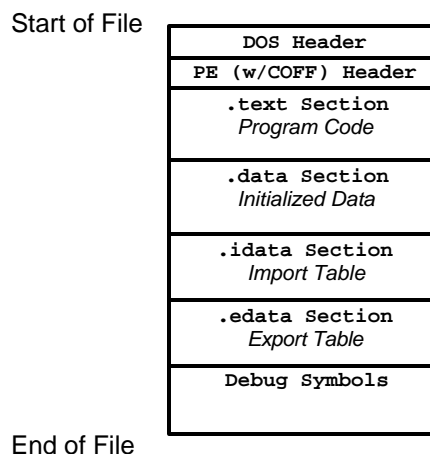 Start of File
DOS Header
PE (w/COFF) Header
.text Section
Program Code
.data Section
Initialized Data
.idata Section
Import Table
.edata Section
Export Table
Debug Symbols
End of File